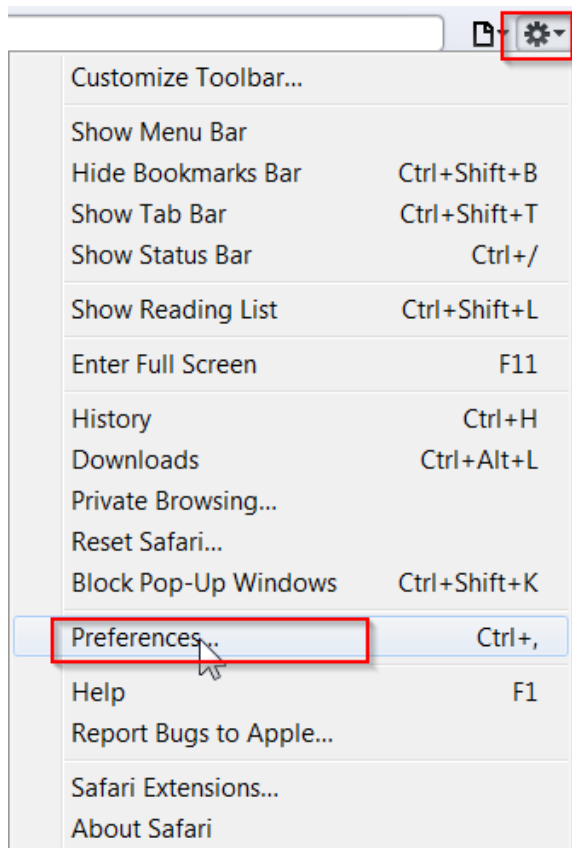 Customize Toolbar...
Show Menu Bar
Hide Bookmarks Bar Ctrl+Shift+B
Show Tab Bar Ctrl+Shift+T
Show Status Bar Ctrl+/
Show Reading List Ctrl+Shift+L
Enter Full Screen F11
History Ctrl+H
Downloads Ctrl+Alt+L
Private Browsing...
Reset Safari...
Block Pop-Up Windows Ctrl+Shift+K
Preferences... Ctrl+,
Help F1
Report Bugs to Apple...
Safari Extensions...
About Safari